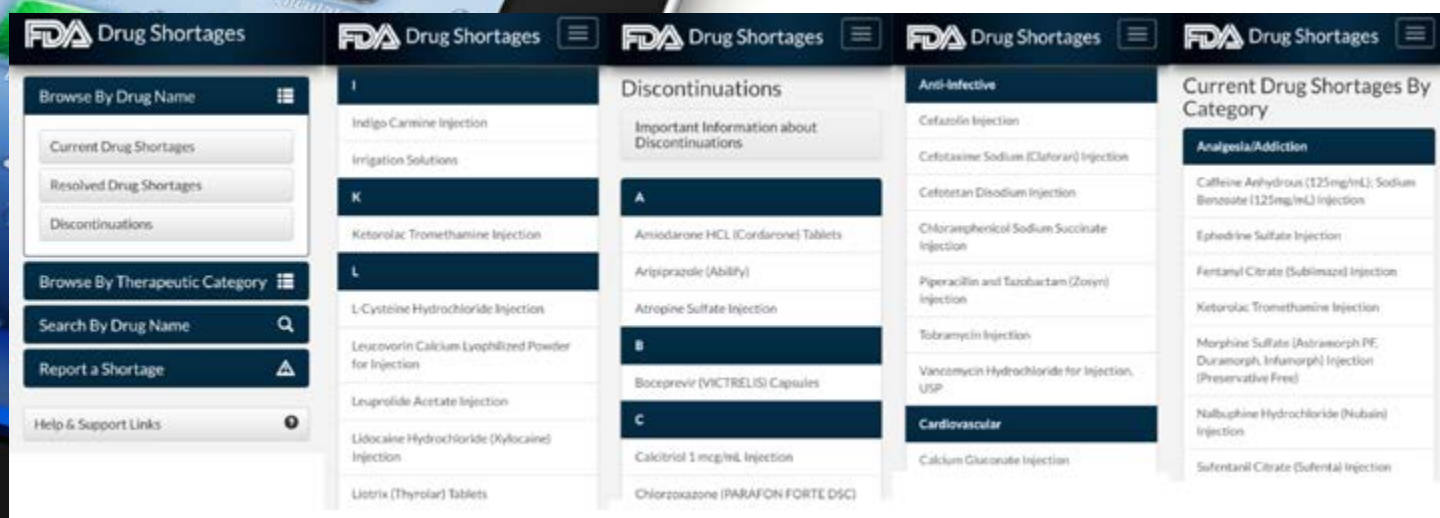 FDA Drug Shortages
Browse By Drug Name
Current Drug Shortages
Resolved Drug Shortages
Discontinuations
Browse By Therapeutic Category
Search By Drug Name
Report a Shortage
Help & Support Links
FDA Drug Shortages
I
Indigo Carmine Injection
Irrigation Solutions
K
Ketorolac Tromethamine Injection
L
L-Cysteine Hydrochloride Injection
Leucovorin Calcium Lyophilized Powder
for Injection
Leuprolide Acetate Injection
Lidocaine Hydrochloride (Xylocaine)
Injection
Liotrix (Thyrolar) Tablets
FDA Drug Shortages
Discontinuations
Important Information about
Discontinuations
A
Amiodarone HCL (Cordarone) Tablets
Aripiprazole (Abilify)
Atropine Sulfate Injection
B
Boceprevir (VICTRELIS) Capsules
C
Calcitriol 1 mcg/mL Injection
Chlorzoxazone (PARAFON FORTE DSC)
FDA Drug Shortages
Anti-Infective
Cefazolin Injection
Cefotaxime Sodium (Claforan) Injection
Cefotetan Disodium Injection
Chloramphenicol Sodium Succinate
Injection
Piperacillin and Tazobactam (Zosyn)
Injection
Tobramycin Injection
Vancomycin Hydrochloride for Injection,
USP
Cardiovascular
Calcium Gluconate Injection
FDA Drug Shortages
Current Drug Shortages By
Category
Analgesia/Addiction
Caffeine Anhydrous (125mg/mL); Sodium
Benzoate (125mg/mL) Injection
Ephedrine Sulfate Injection
Fentanyl Citrate (Sublimaze) Injection
Ketorolac Tromethamine Injection
Morphine Sulfate (Astramorph PF,
Duramorph, Infumorph) Injection
(Preservative Free)
Nalbuphine Hydrochloride (Nubain)
Injection
Sufentanil Citrate (Sufenta) Injection